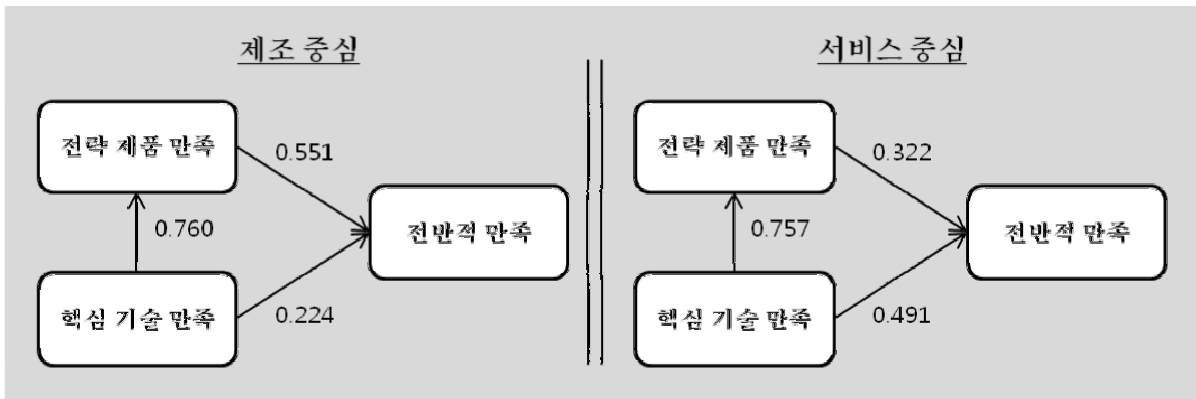 제조 중심
전략 제품 만족
0.551
0.760
전반적 만족
핵심 기술 만족
0.224
서비스 중심
전략 제품 만족
0.322
0.757
전반적 만족
핵심 기술 만족
0.491